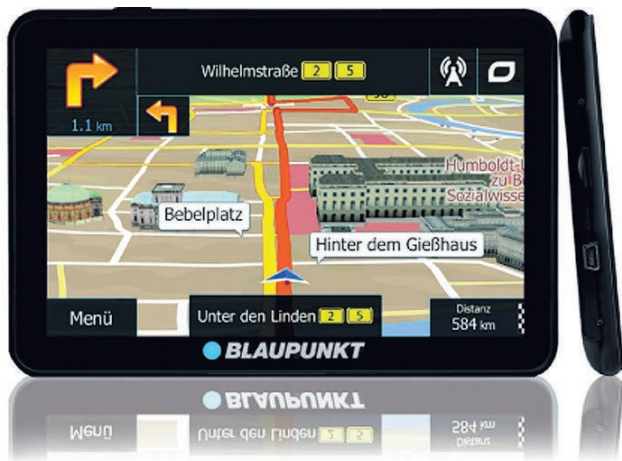 Wilhelmstraße 2 5
1.1 km
Humboldt-
zu B
Sozialwisse
Bebelplatz
Hinter dem Gießhaus
Menü
Unter den Linden 2 5
Distanz
584 km
BLAUPUNKT